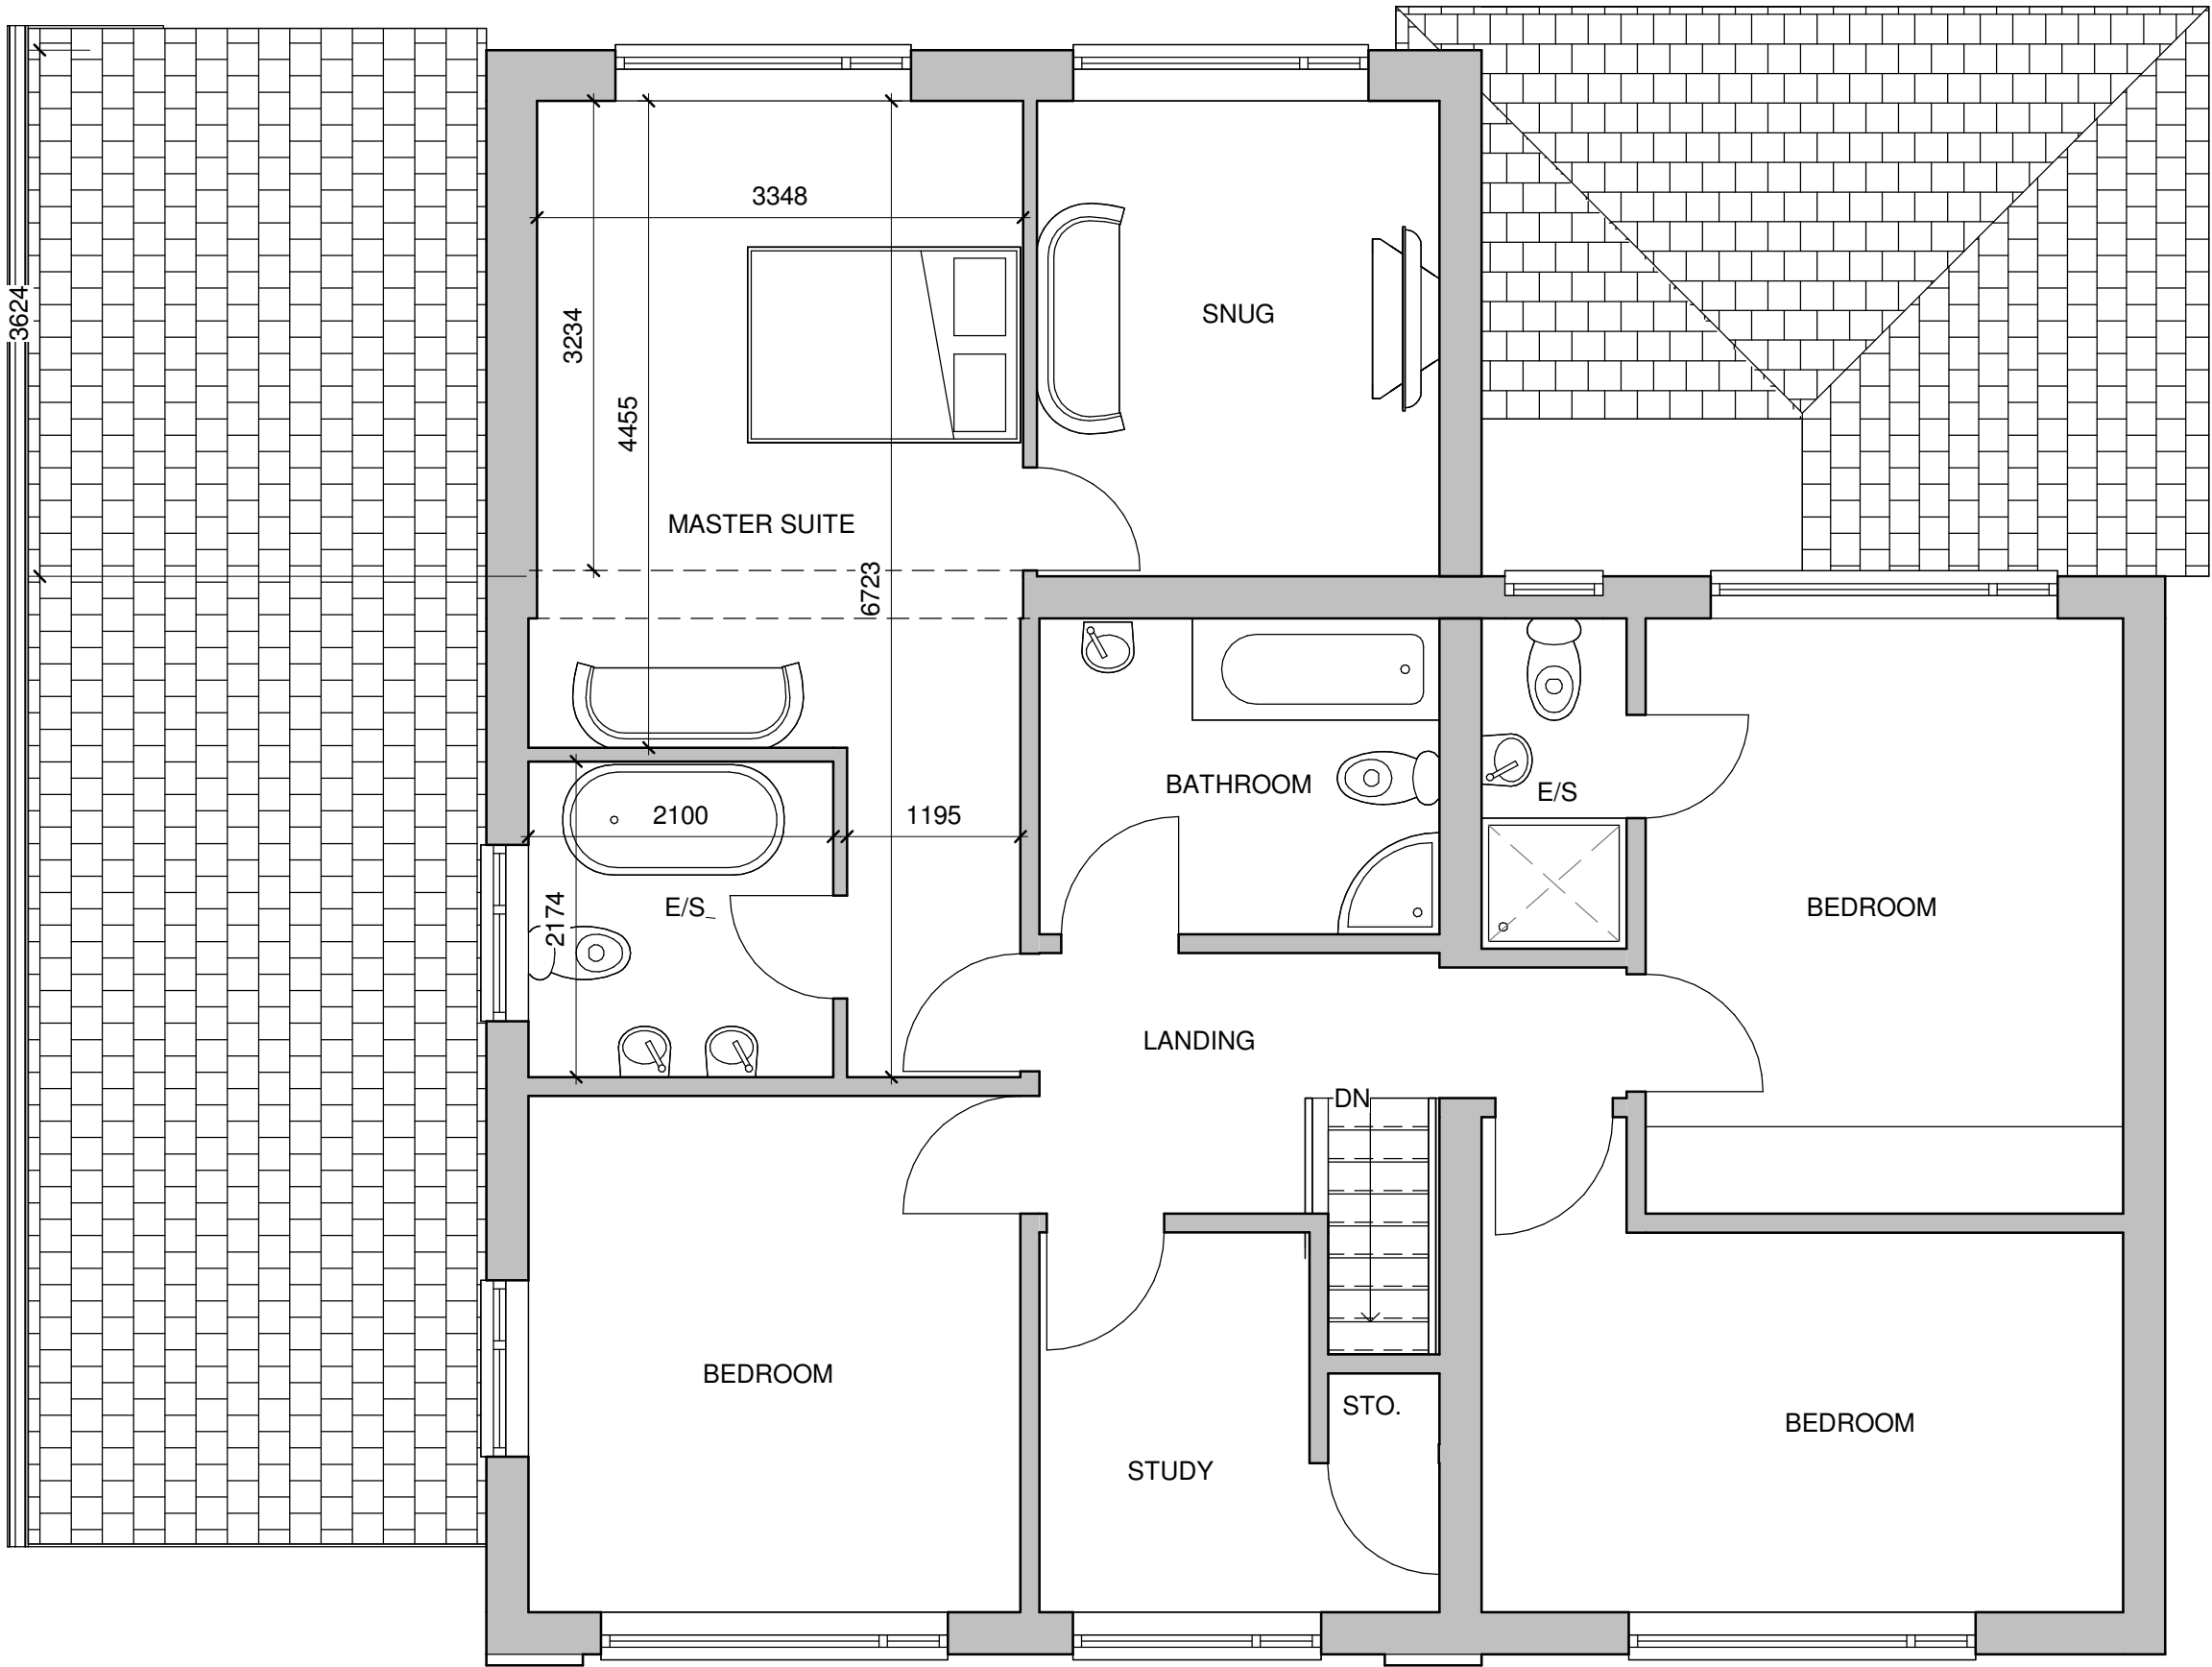 3348
3624
SNUG
3234
4455
MASTER SUITE
6723
BATHROOM
E/S
2100
1195
E/S_
2174
BEDROOM
LANDING
DN
BEDROOM
STO.
BEDROOM
STUDY